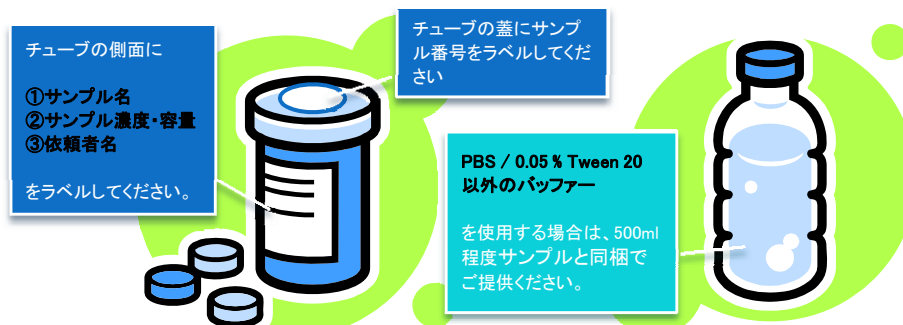 チューブの側面に
①サンプル名
②サンプル濃度・容量
③依頼者名
をラベルしてください。
チューブの蓋にサンプ
ル番号をラベルしてくだ
さい
PBS / 0.05 % Tween 20
以外のバッファー
を使用する場合は、500ml
程度サンプルと同梱で
ご提供ください。